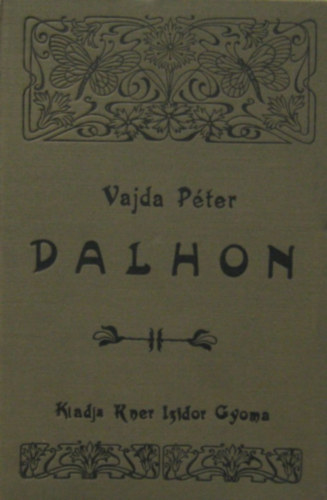 Vajda Péter
DALHON
Kiadja Kner Izidor Gyoma